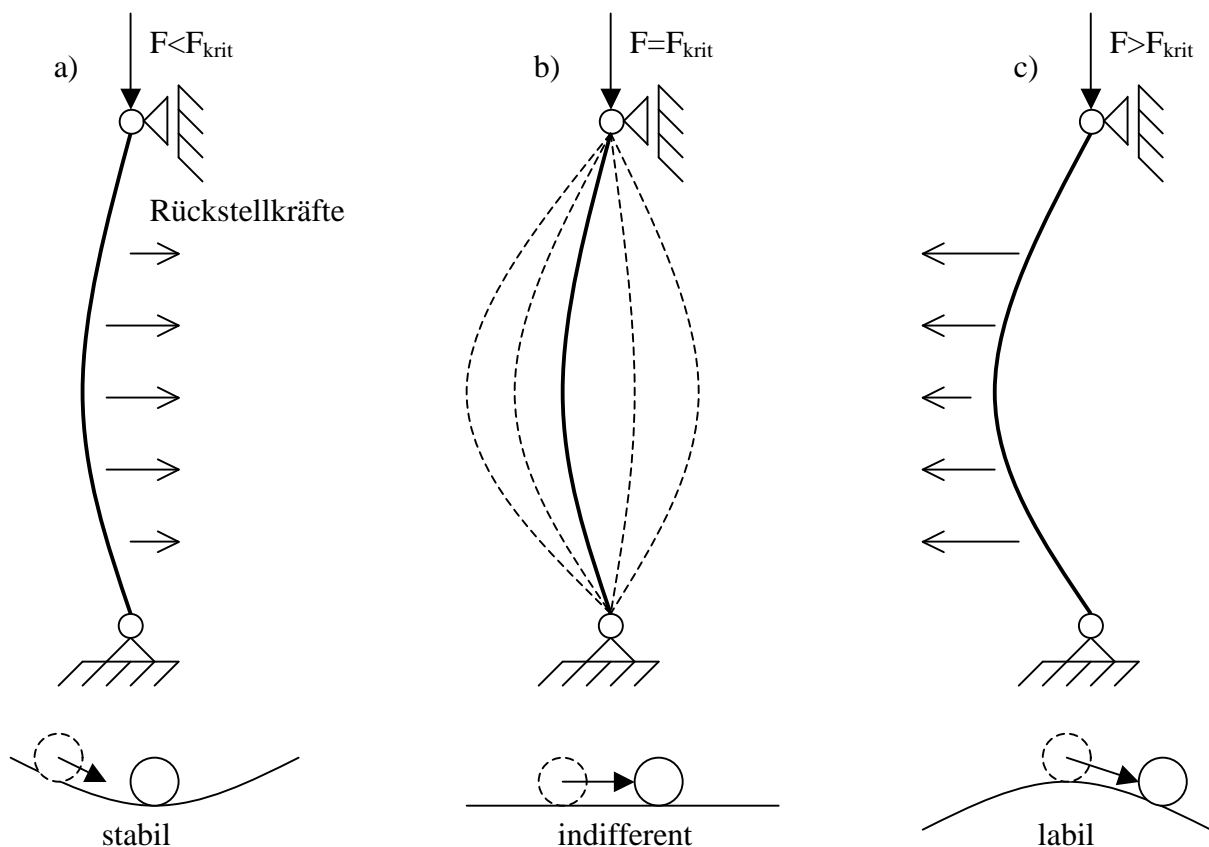 a)
F<Fkrit
b)
F=Fkrit
c)
F>Fkrit
Rückstellkräfte
stabil
indifferent
labil